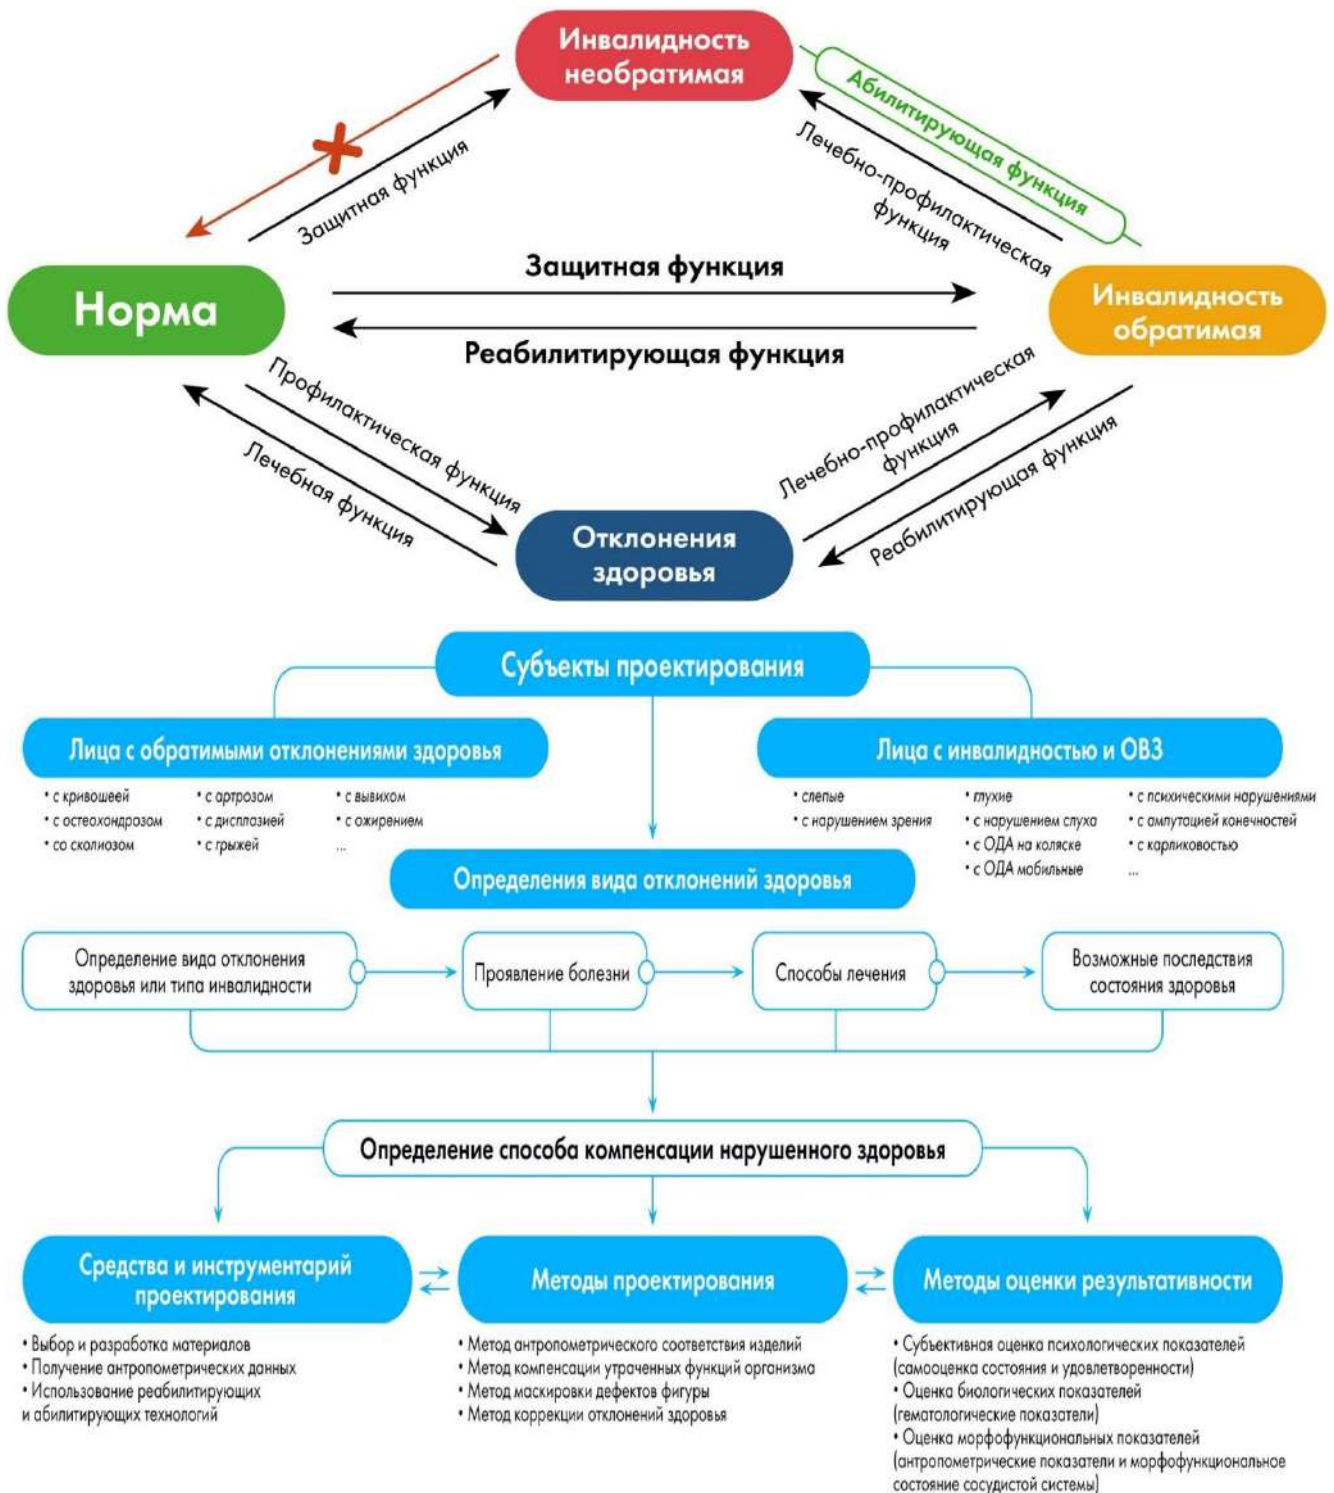 Инвалидность
необратимая
Абилитирующая функция
Лечебно-профилактическая
функция
Защитная функция
Защитная функция
Норма
Инвалидность
обратимая
Реабилитирующая функция
Профилактическая функция
Лечебная функция
Лечебно-профилактическая
функция
Реабилитирующая функция
Отклонения
здоровья
Субъекты проектирования
Лица с обратимыми отклонениями здоровья
• с кривошеей
• с остеохондрозом
• со сколиозом
• с артрозом
• с дисплазией
• с грыжей
• с вывихом
• с ожирением
...
Лица с инвалидностью и ОВЗ
• слепые
• с нарушением зрения
• глухие
• с нарушением слуха
• с ОДА на коляске
• с ОДА мобильные
• с психическими нарушениями
• с ампутацией конечностей
• с карликовостью
...
Определения вида отклонений здоровья
Определение вида отклонения
здоровья или типа инвалидности
Проявление болезни
Способы лечения
Возможные последствия
состояния здоровья
Определение способа компенсации нарушенного здоровья
Средства и инструментарий
проектирования
• Выбор и разработка материалов
• Получение антропометрических данных
• Использование реабилитирующих
и абилитирующих технологий
Методы проектирования
• Метод антропометрического соответствия изделий
• Метод компенсации утраченных функций организма
• Метод маскировки дефектов фигуры
• Метод коррекции отклонений здоровья
Методы оценки результативности
• Субъективная оценка психологических показателей
(самооценка состояния и удовлетворенности)
• Оценка биологических показателей
(гематологические показатели)
• Оценка морфофункциональных показателей
(антропометрические показатели и морфофункциональное
состояние сосудистой системы)